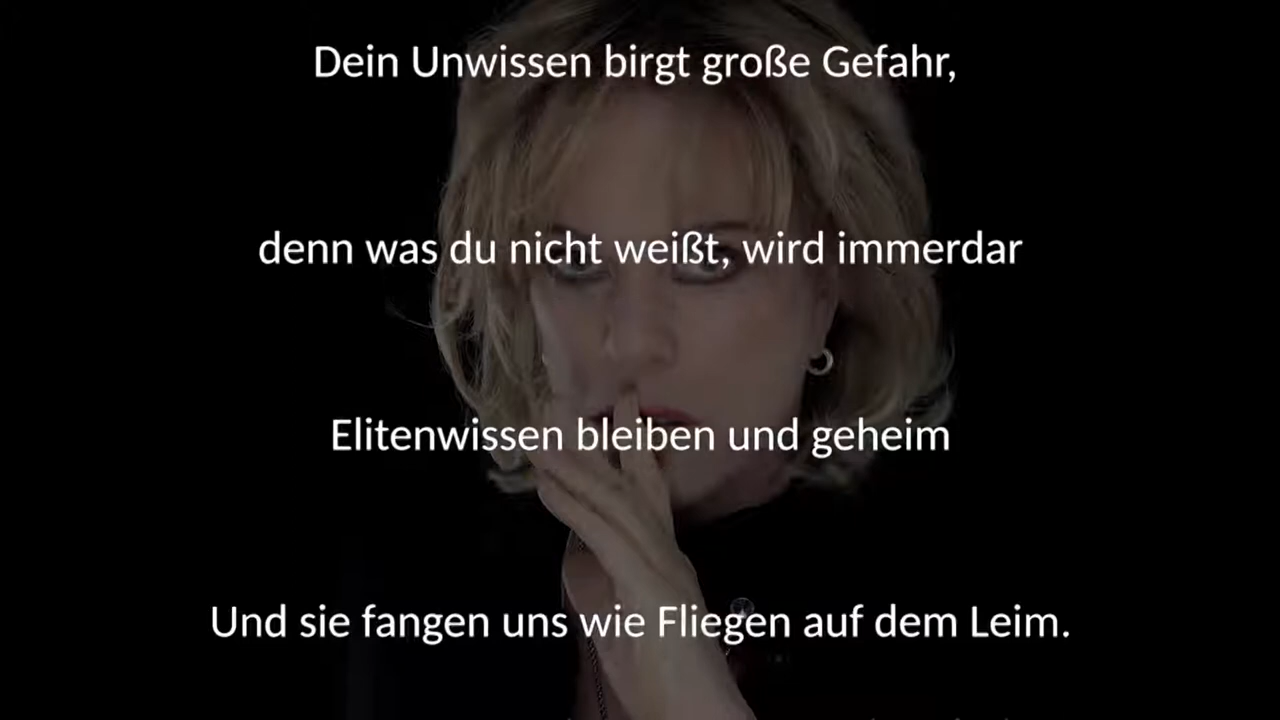 Dein Unwissen birgt große Gefahr,
denn was du nicht weißt, wird immerdar
Elitenwissen bleiben und geheim
Und sie fangen uns wie Fliegen auf dem Leim.